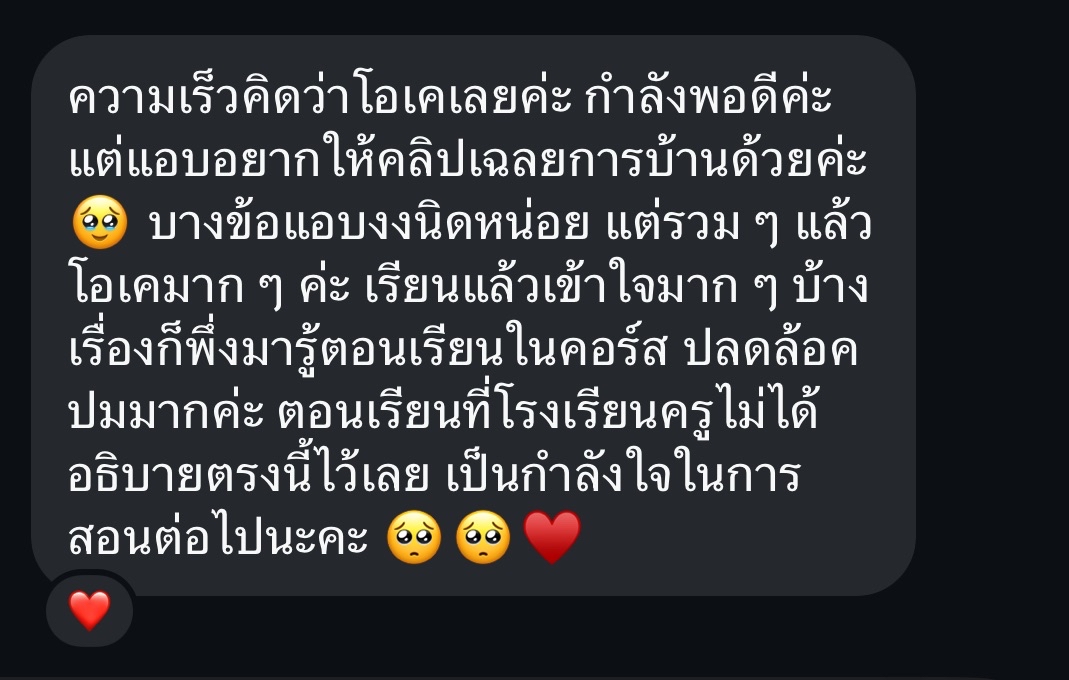 ความเร็วคิดว่าโอเคเลยค่ะ กำลังพอดีค่ะ
แต่แอบอยากให้คลิปเฉลยการบ้านด้วยค่ะ
🥹 บางข้อแอบงงนิดหน่อย แต่รวม ๆ แล้ว
โอเคมาก ๆ ค่ะ เรียนแล้วเข้าใจมาก ๆ บ้าง
เรื่องก็พึ่งมารู้ตอนเรียนในคอร์ส ปลดล้อค
ปมมากค่ะ ตอนเรียนที่โรงเรียนครูไม่ได้
อธิบายตรงนี้ไว้เลย เป็นกำลังใจในการ
สอนต่อไปนะคะ 🥺🥺♥️
❤️